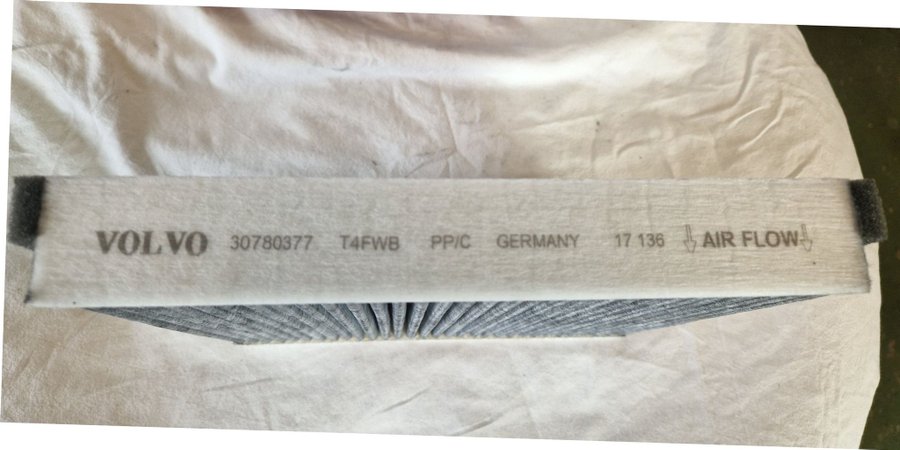 VOLVO 30780377 T4FWB PP/C GERMANY 17 136 ⇩ AIR FLOW ⇩